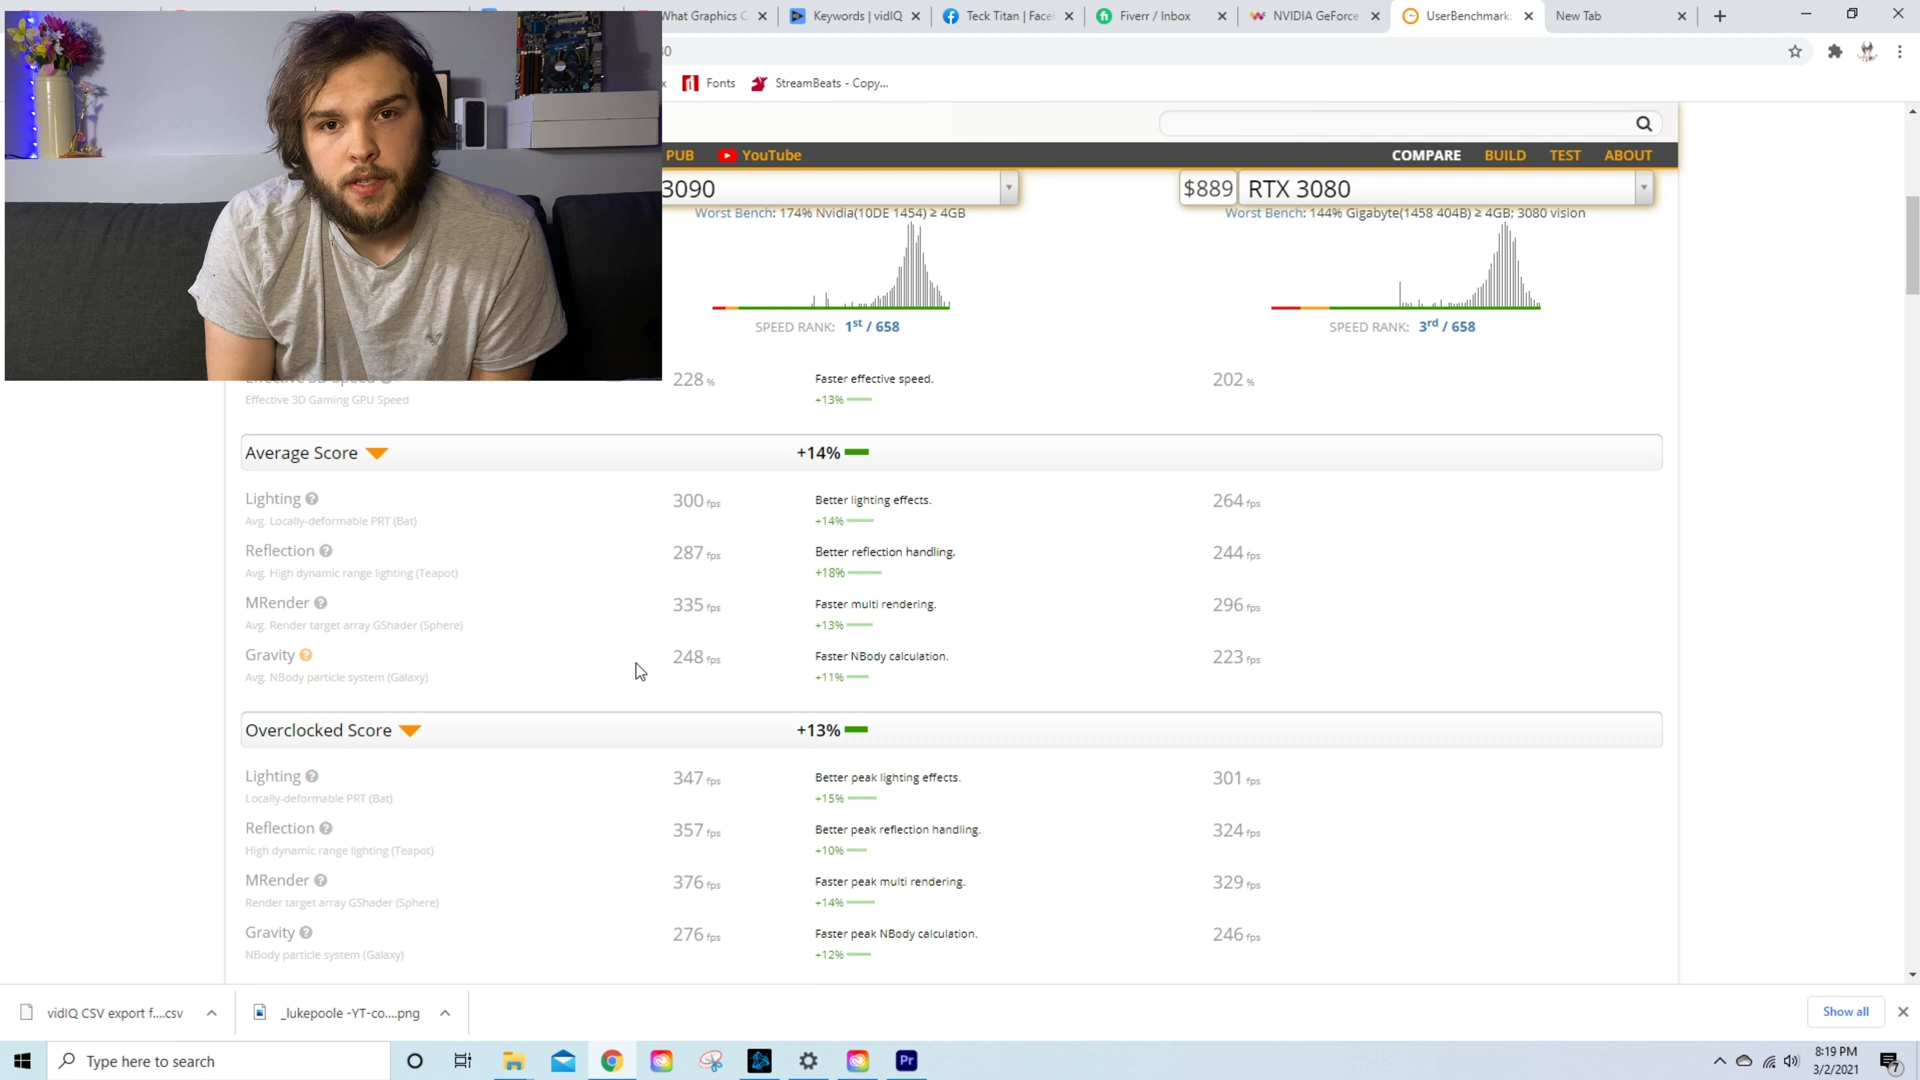 What Graphics C
Keywords | vidIQ
Teck Titan | Face
Fiverr / Inbox
NVIDIA GeForce
UserBenchmark
New Tab
Fonts
StreamBeats - Copy...
PUB
YouTube
COMPARE
BUILD
TEST
ABOUT
3090
$889
RTX 3080
Worst Bench: 174% Nvidia(10DE 1454) ≥ 4GB
Worst Bench: 144% Gigabyte(1458 404B) ≥ 4GB; 3080 vision
SPEED RANK: 1st / 658
SPEED RANK: 3rd / 658
228 %
Faster effective speed.
202 %
Effective 3D Gaming GPU Speed
+13%
Average Score
+14%
Lighting
300 fps
Better lighting effects.
264 fps
Avg. Locally-deformable PRT (Bat)
+14%
Reflection
287 fps
Better reflection handling.
244 fps
Avg. High dynamic range lighting (Teapot)
+18%
MRender
335 fps
Faster multi rendering.
296 fps
Avg. Render target array GShader (Sphere)
+13%
Gravity
248 fps
Faster NBody calculation.
223 fps
Avg. NBody particle system (Galaxy)
+11%
Overclocked Score
+13%
Lighting
347 fps
Better peak lighting effects.
301 fps
Locally-deformable PRT (Bat)
+15%
Reflection
357 fps
Better peak reflection handling.
324 fps
High dynamic range lighting (Teapot)
+10%
MRender
376 fps
Faster peak multi rendering.
329 fps
Render target array GShader (Sphere)
+14%
Gravity
276 fps
Faster peak NBody calculation.
246 fps
NBody particle system (Galaxy)
+12%
vidIQ CSV export f....csv
_lukepoole -YT-co....png
Show all
Type here to search
Pr
8:19 PM
3/2/2021
7